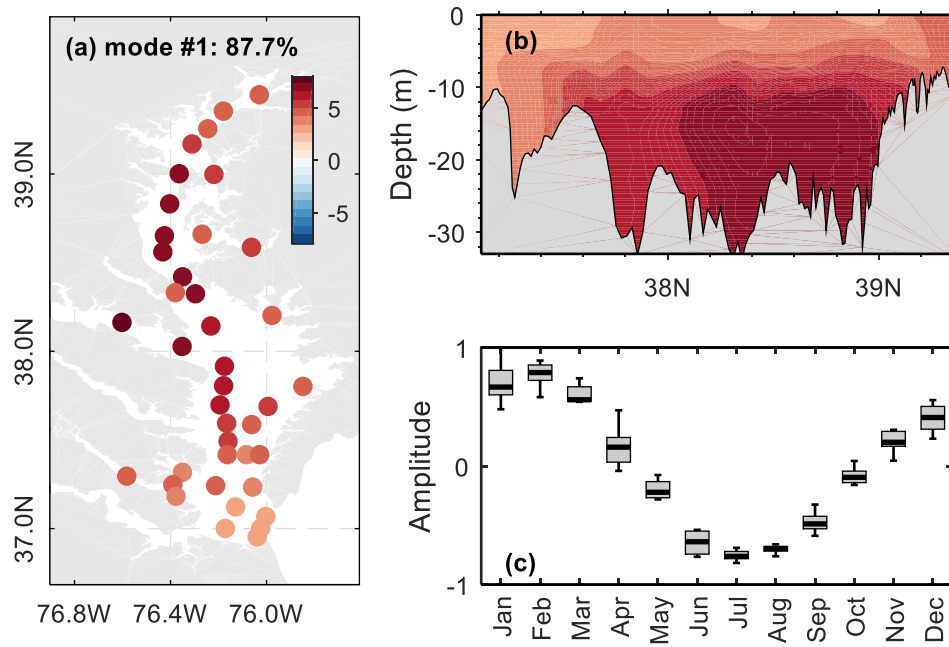 (a) mode #1: 87.7%
5
0
-5
39.0N
38.0N
37.0N
76.8W 76.4W 76.0W
(b)
0
-10
-20
-30
Depth (m)
38N 39N
1
0
-1
Amplitude
(c)
Jan Feb Mar Apr May Jun Jul Aug Sep Oct Nov Dec